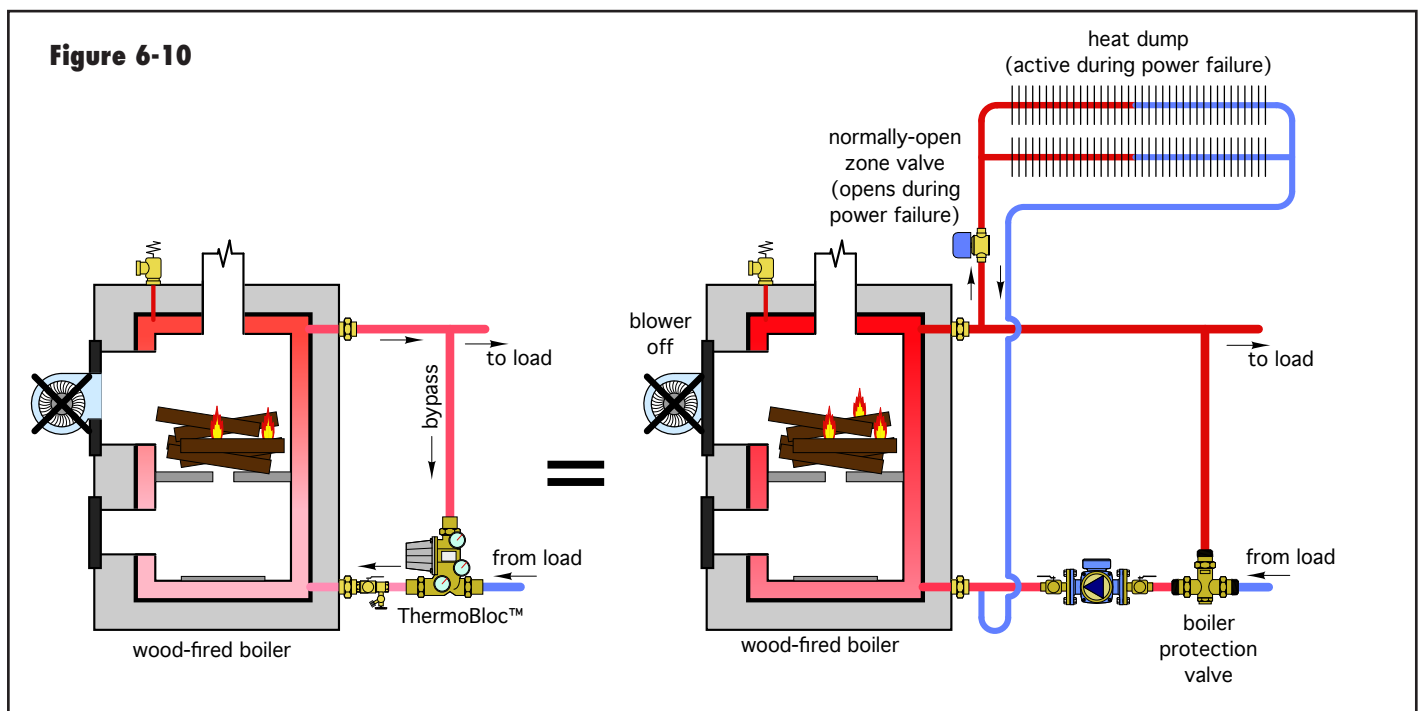 Figure 6-10
heat dump
(active during power failure)
normally-open
zone valve
(opens during
power failure)
to load
bypass
from load
ThermoBloc™
wood-fired boiler
blower
off
to load
from load
boiler
protection
valve
wood-fired boiler